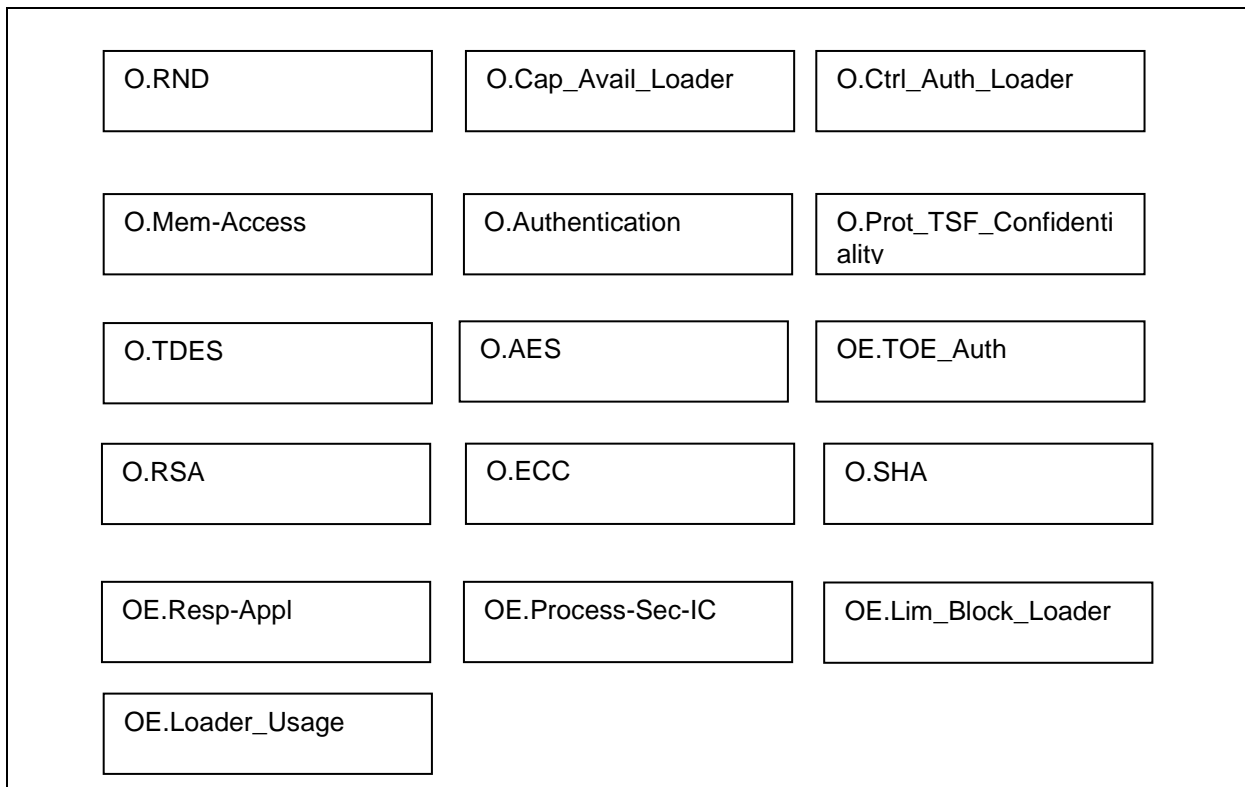 O.RND
O.Cap_Avail_Loader
O.Ctrl_Auth_Loader
O.Mem-Access
O.Authentication
O.Prot_TSF_Confidenti
ality
O.TDES
O.AES
OE.TOE_Auth
O.RSA
O.ECC
O.SHA
OE.Resp-Appl
OE.Process-Sec-IC
OE.Lim_Block_Loader
OE.Loader_Usage